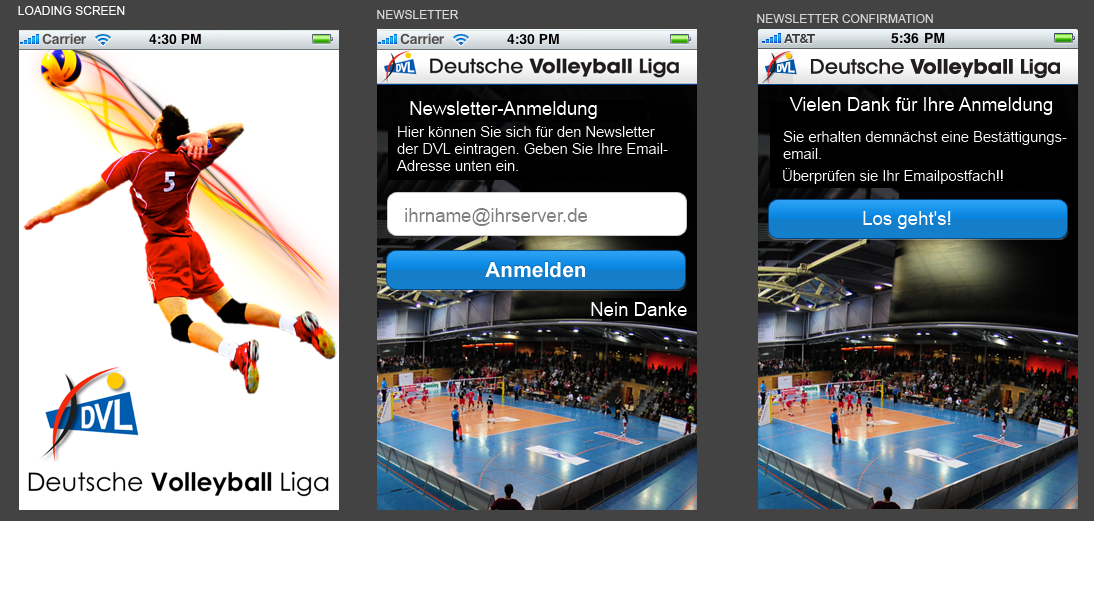 LOADING SCREEN
Carrier 4:30 PM
5
DVL
Deutsche Volleyball Liga
NEWSLETTER
Carrier 4:30 PM
DVL Deutsche Volleyball Liga
Newsletter-Anmeldung
Hier können Sie sich für den Newsletter
der DVL eintragen. Geben Sie Ihre Email-
Adresse unten ein.
ihrname@ihrserver.de
Anmelden
Nein Danke
NEWSLETTER CONFIRMATION
AT&T 5:36 PM
DVL Deutsche Volleyball Liga
Vielen Dank für Ihre Anmeldung
Sie erhalten demnächst eine Bestättigungs-
email.
Überprüfen sie Ihr Emailpostfach!!
Los geht's!